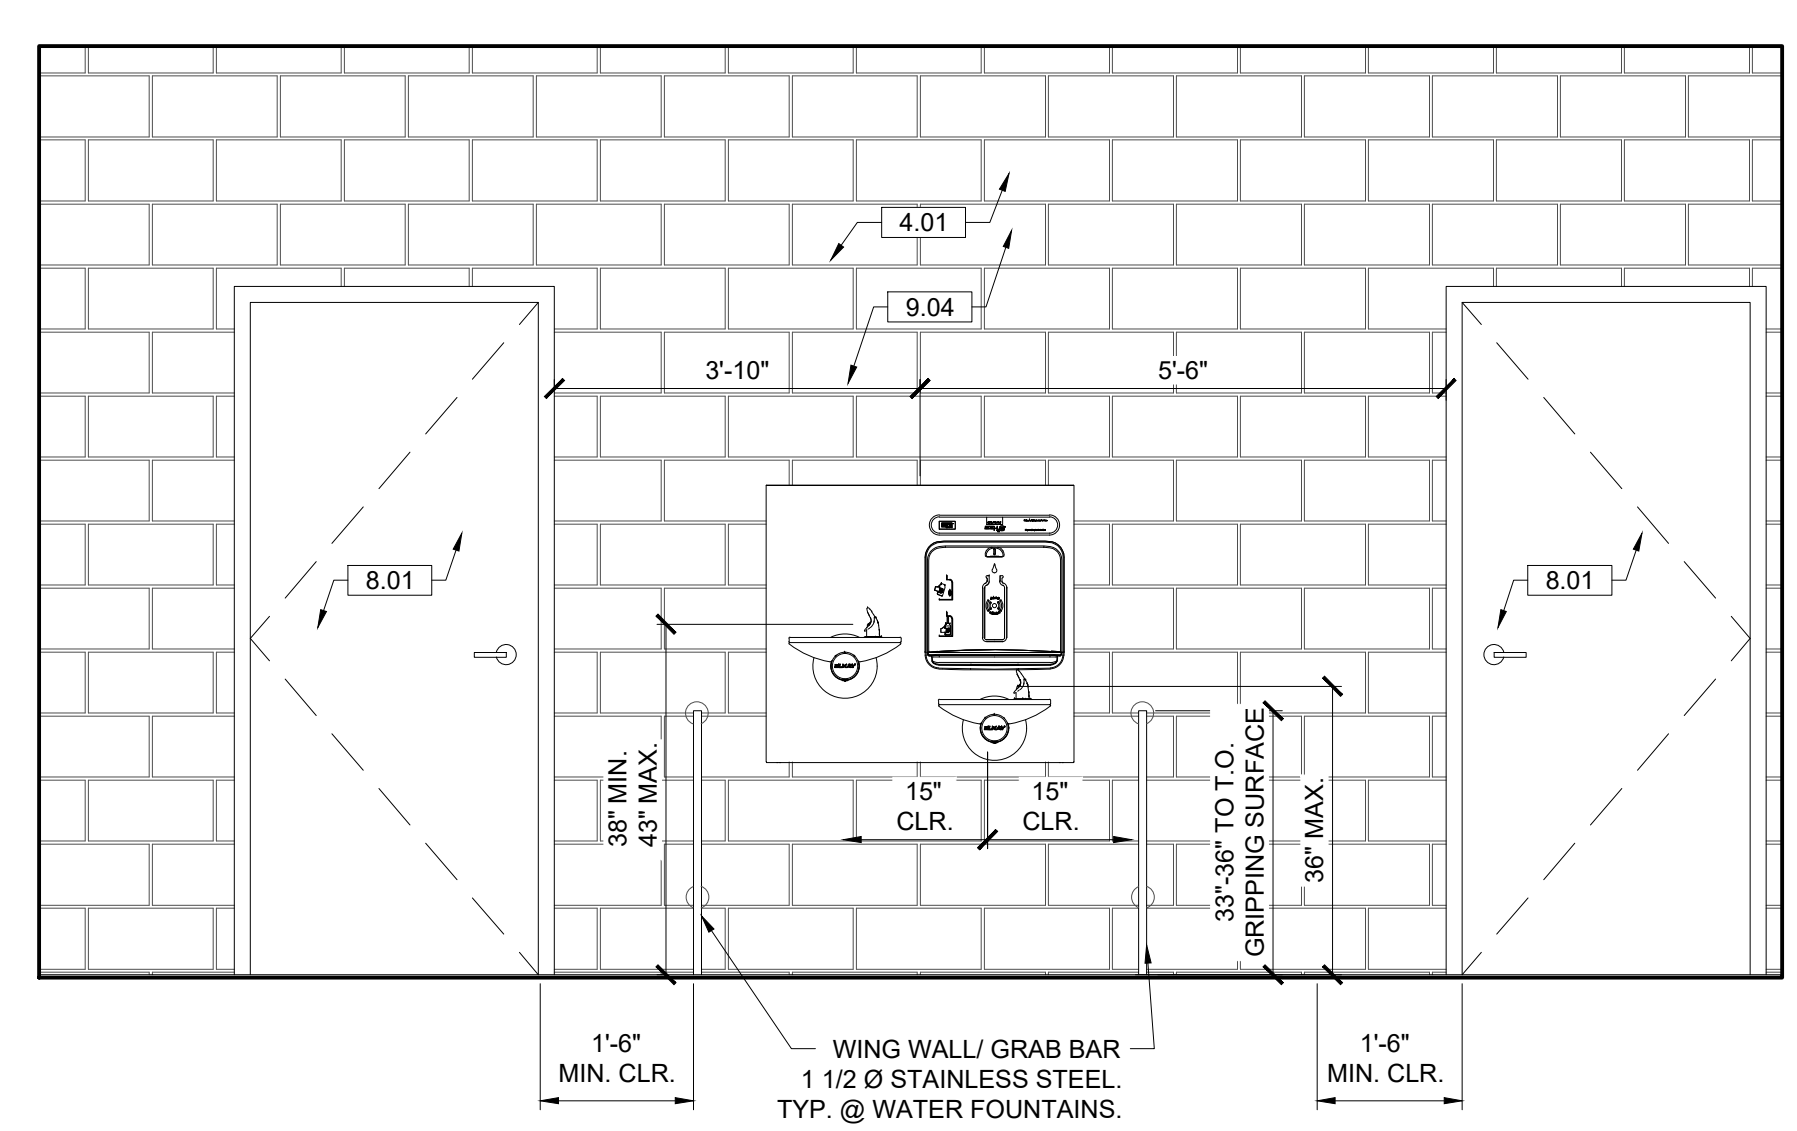 4.01
9.04
3'-10"
5'-6"
8.01
8.01
38" MIN.
43" MAX.
15"
CLR.
15"
CLR.
33"-36" TO T.O.
GRIPPING SURFACE
36" MAX.
1'-6"
MIN. CLR.
WING WALL/ GRAB BAR
1 1/2 Ø STAINLESS STEEL.
TYP. @ WATER FOUNTAINS.
1'-6"
MIN. CLR.